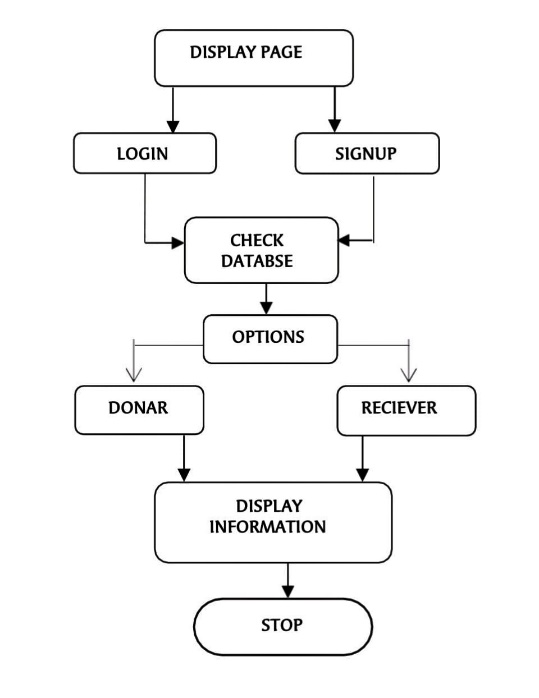 DISPLAY PAGE
LOGIN
SIGNUP
CHECK
DATABSE
OPTIONS
DONAR
RECIEVER
DISPLAY
INFORMATION
STOP